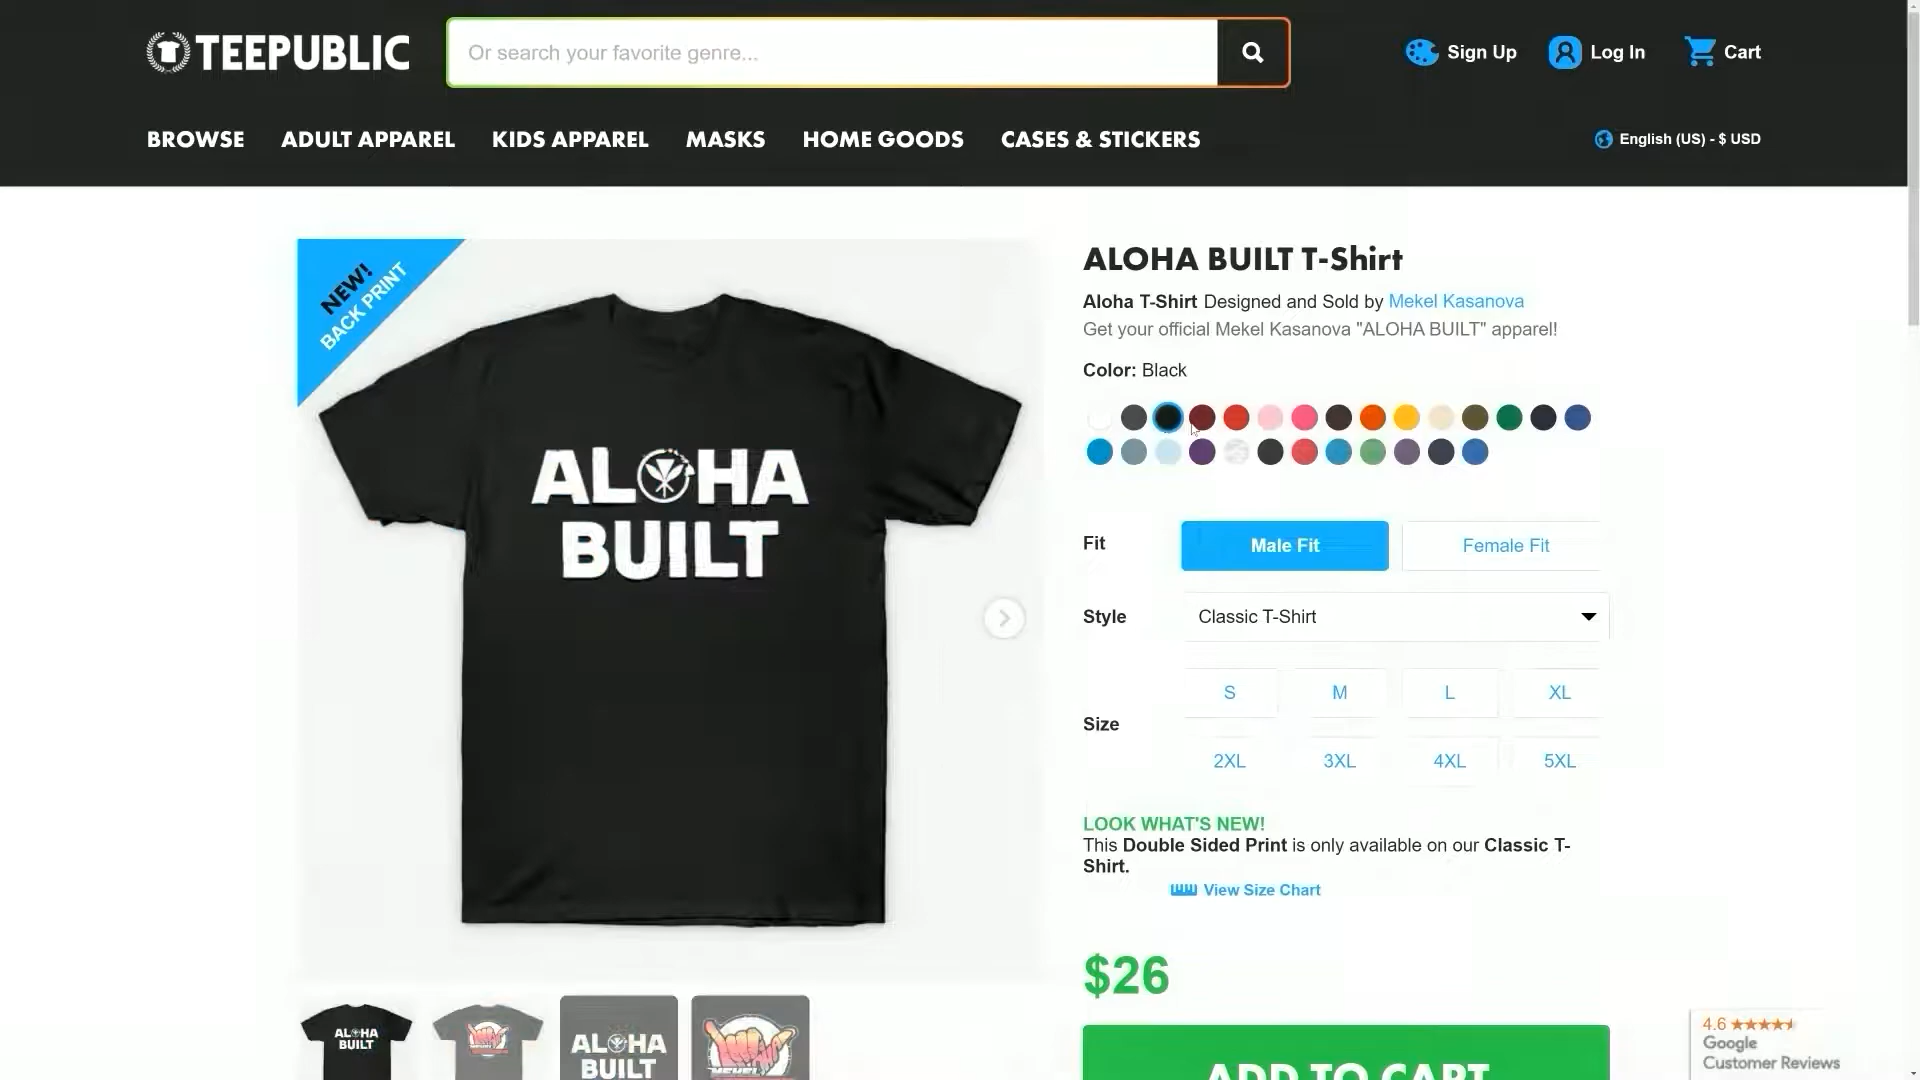 TEEPUBLIC
Or search your favorite genre...
Sign Up
Log In
Cart
BROWSE
ADULT APPAREL
KIDS APPAREL
MASKS
HOME GOODS
CASES & STICKERS
English (US) - $ USD
NEW!
BACK PRINT
ALOHA
BUILT
ALOHA BUILT T-Shirt
Aloha T-Shirt Designed and Sold by Mekel Kasanova
Get your official Mekel Kasanova "ALOHA BUILT" apparel!
Color: Black
Fit
Male Fit
Female Fit
Style
Classic T-Shirt
Size
S
M
L
XL
2XL
3XL
4XL
5XL
LOOK WHAT'S NEW!
This Double Sided Print is only available on our Classic T-
Shirt.
View Size Chart
$26
ADD TO CART
ALOHA
BUILT
ALOHA
BUILT
4.6
Google
Customer Reviews